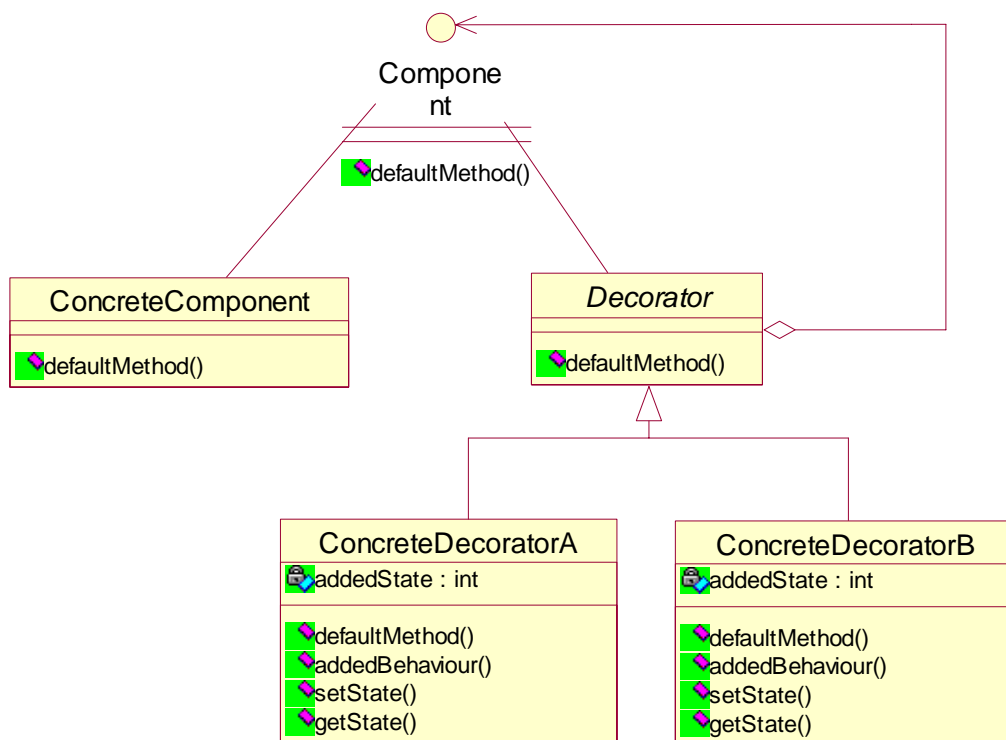 Compone
nt
defaultMethod()
ConcreteComponent
defaultMethod()
Decorator
defaultMethod()
ConcreteDecoratorA
addedState : int
defaultMethod()
addedBehaviour()
setState()
getState()
ConcreteDecoratorB
addedState : int
defaultMethod()
addedBehaviour()
setState()
getState()